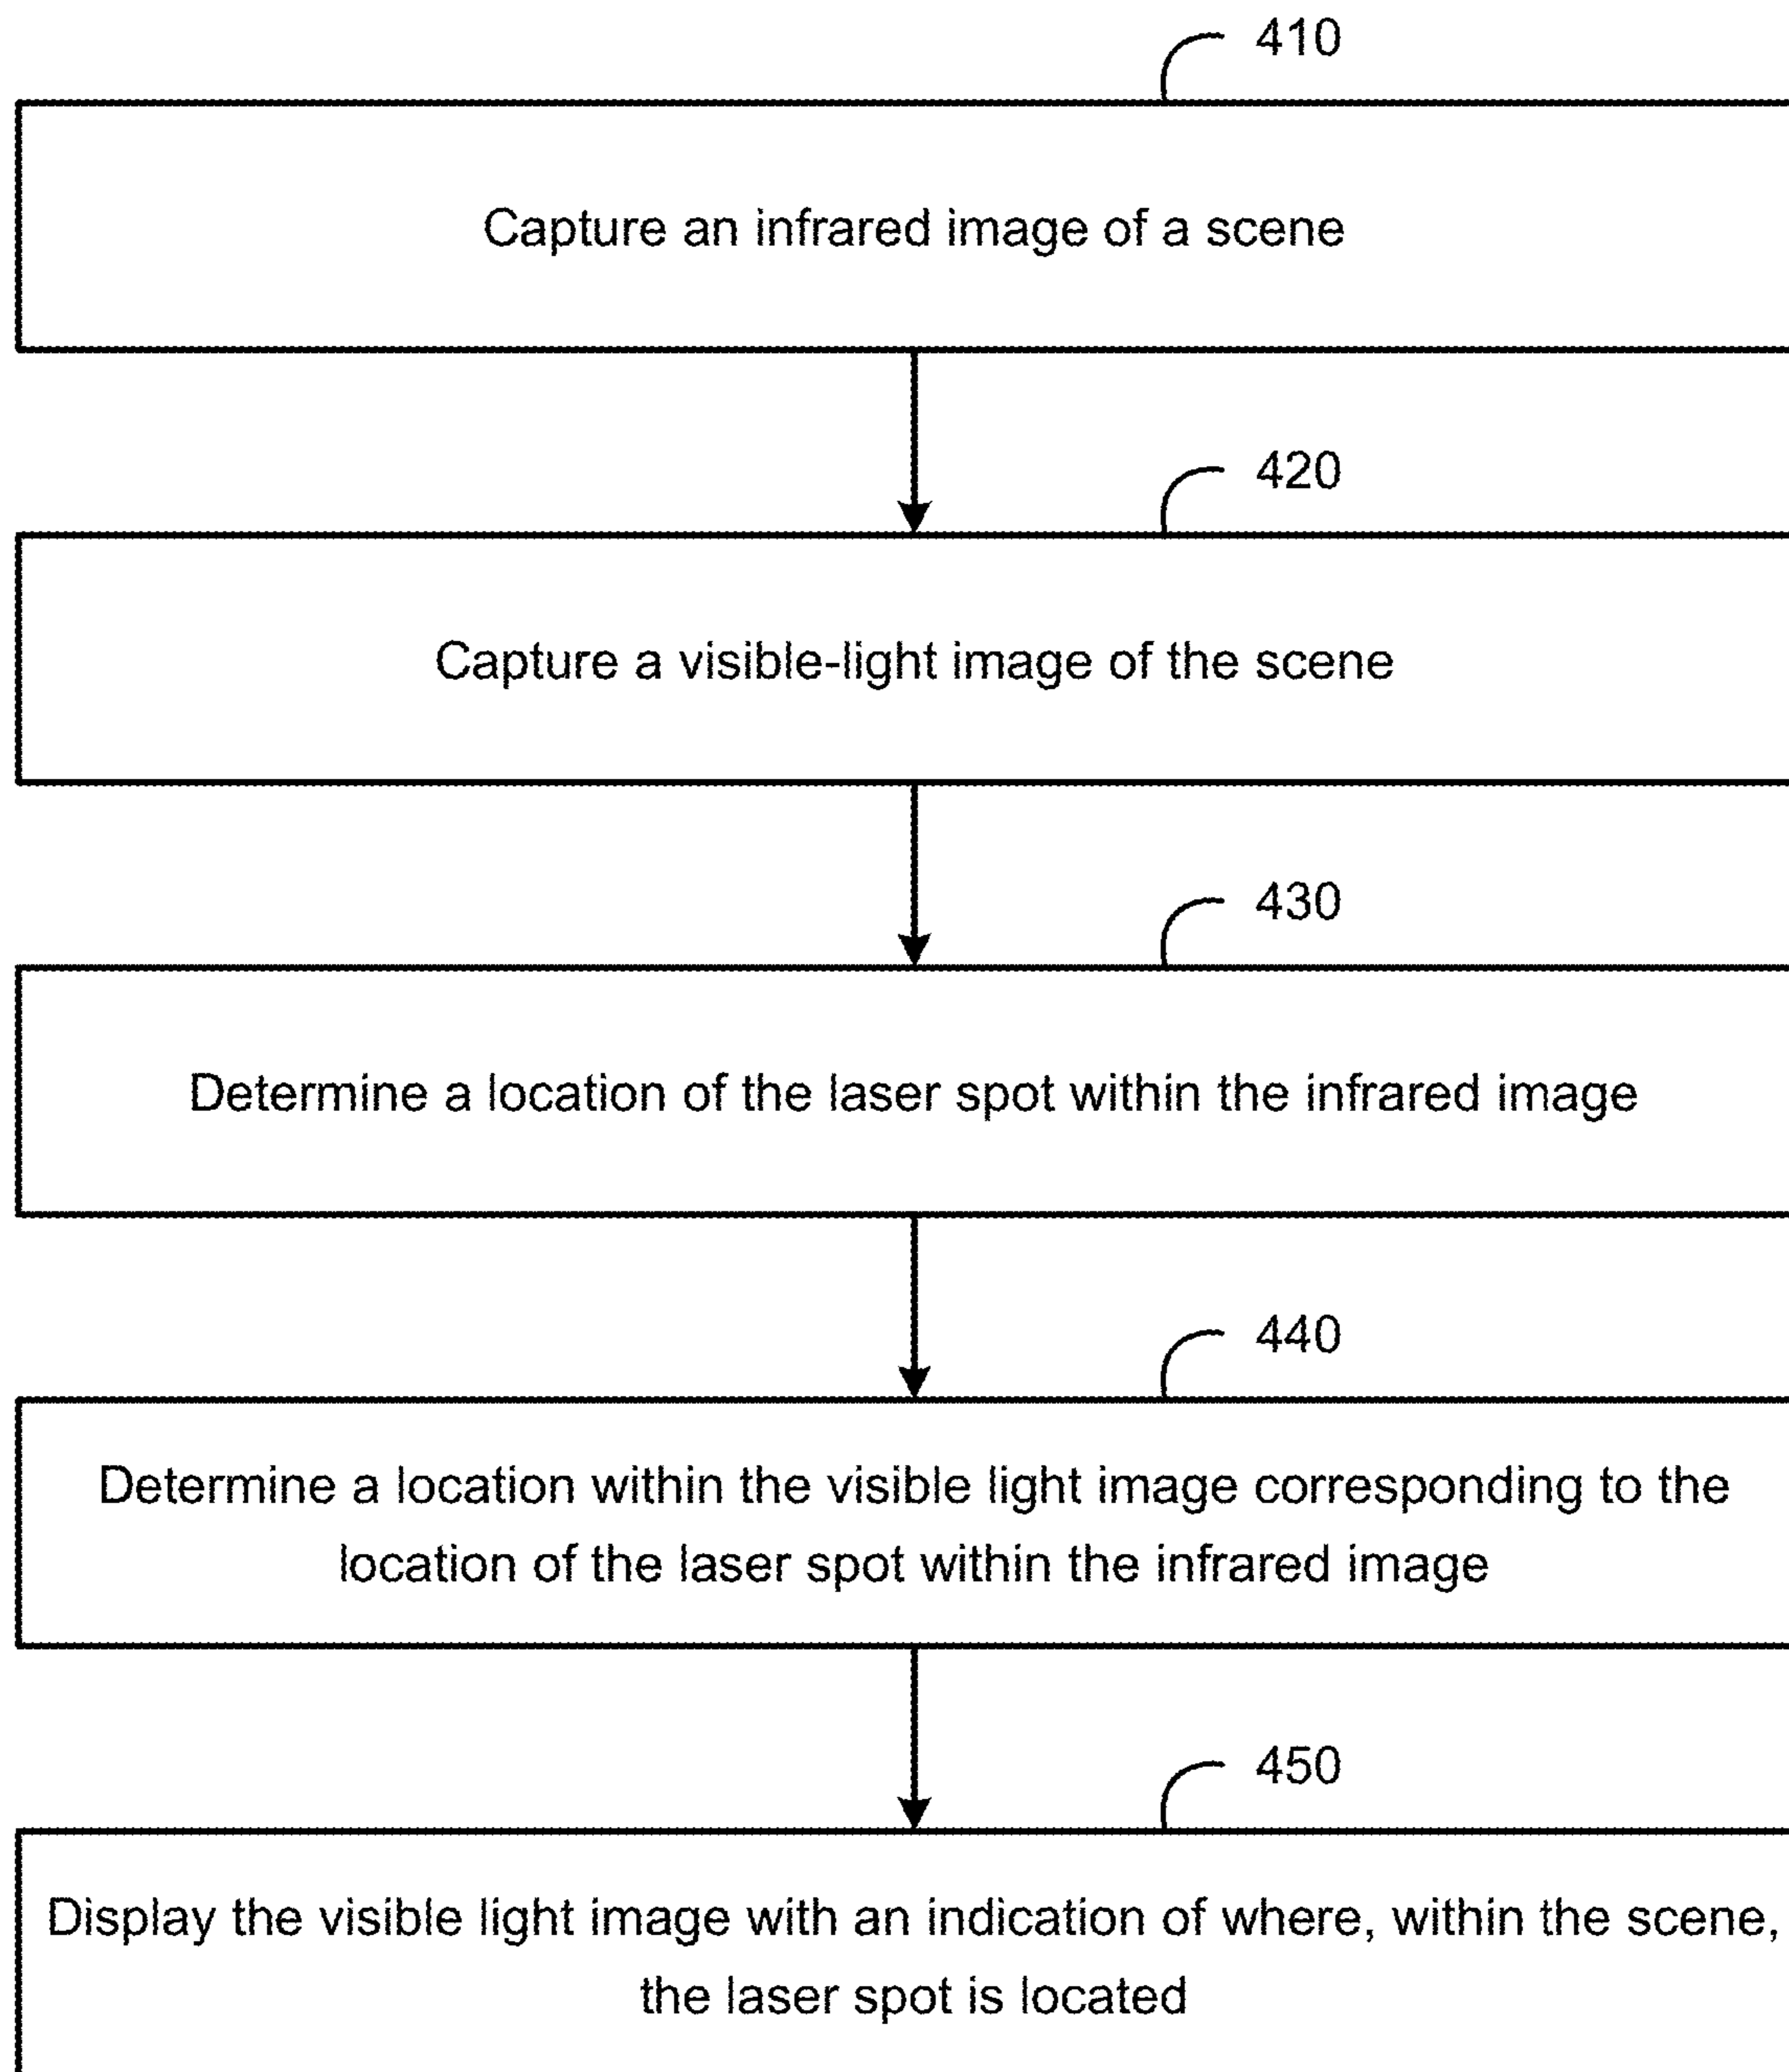 410
Capture an infrared image of a scene
420
Capture a visible-light image of the scene
430
Determine a location of the laser spot within the infrared image
440
Determine a location within the visible light image corresponding to the
location of the laser spot within the infrared image
450
Display the visible light image with an indication of where, within the scene,
the laser spot is located